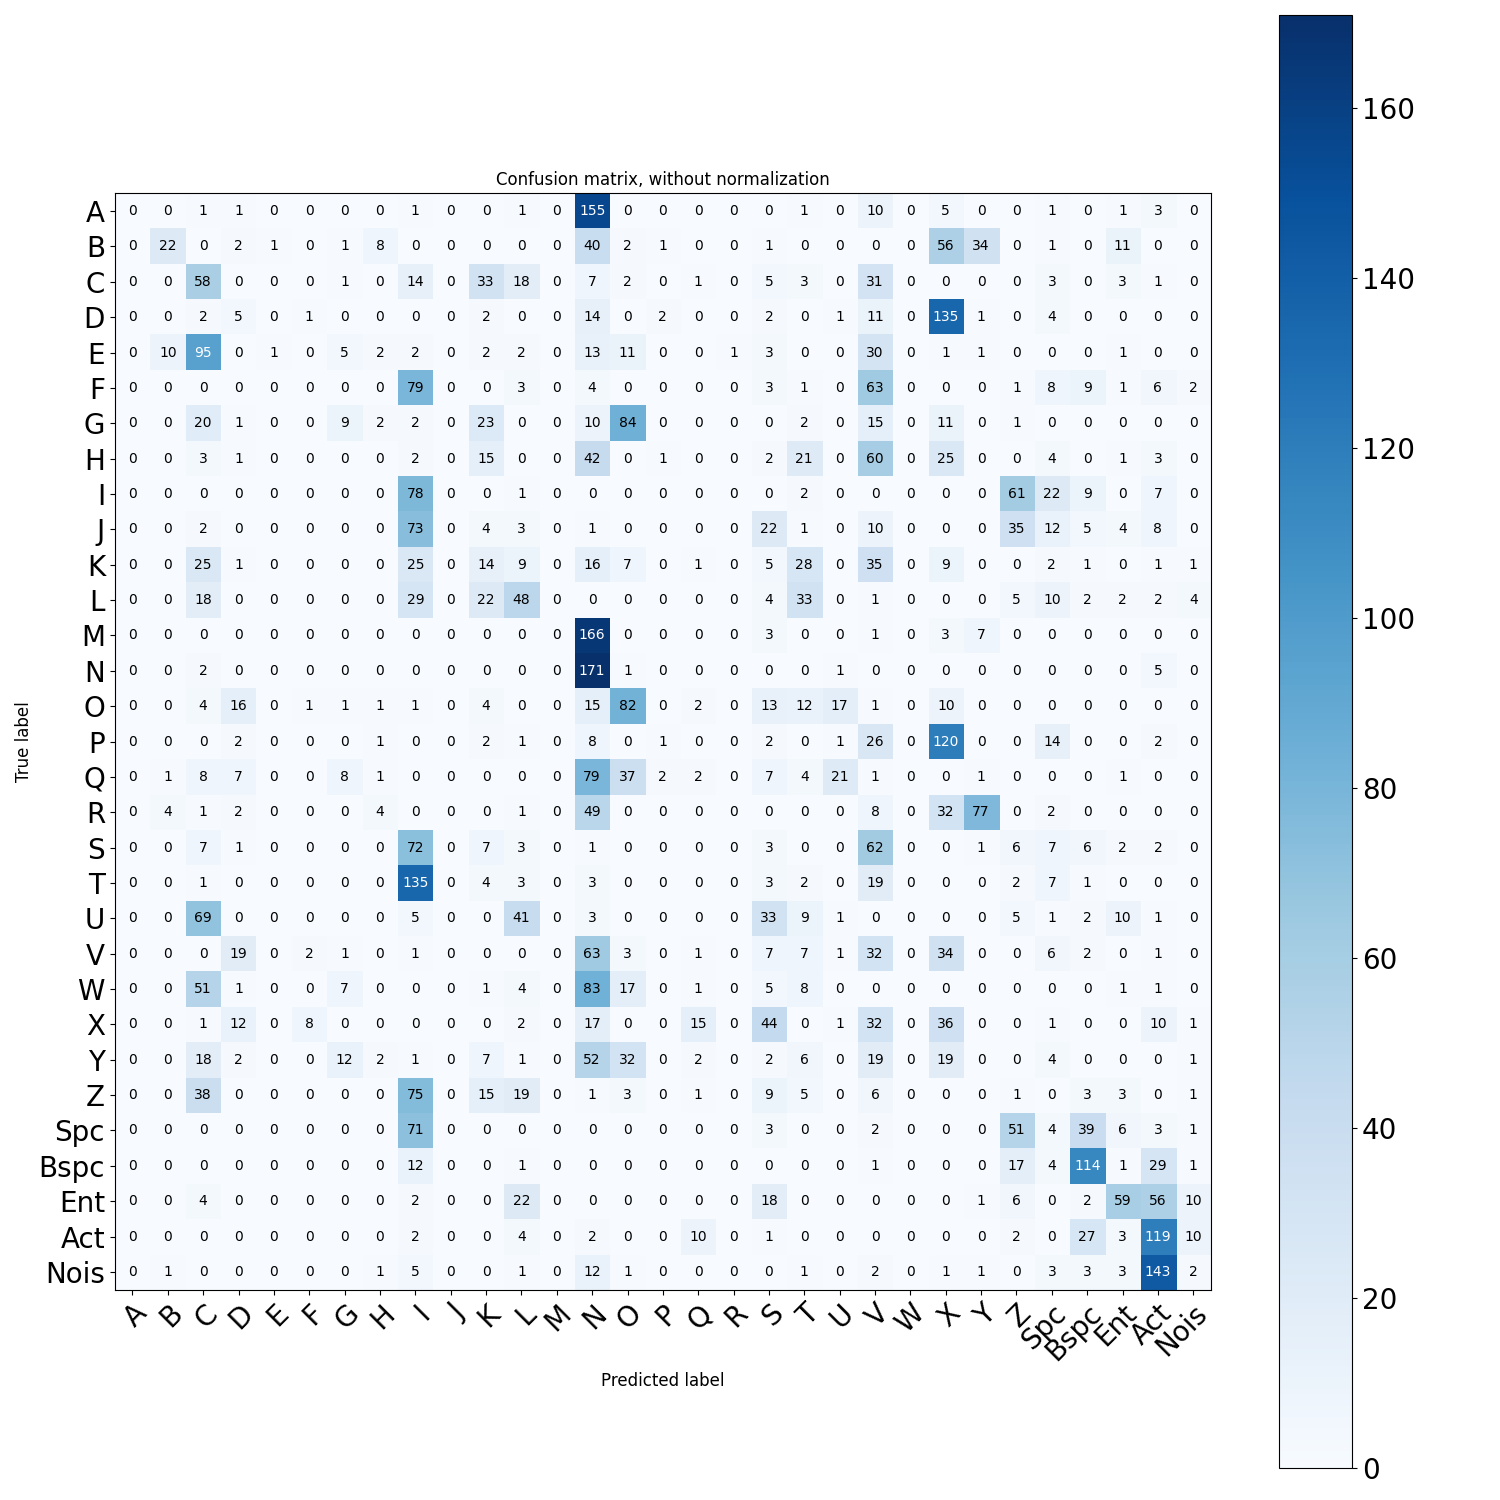 Confusion matrix, without normalization
A 0 0 1 1 0 0 0 0 1 0 0 1 0 155 0 0 0 0 0 1 0 10 0 5 0 0 1 0 1 3 0
B 0 22 0 2 1 0 1 8 0 0 0 0 0 40 2 1 0 0 1 0 0 0 0 56 34 0 1 0 11 0 0
C 0 0 58 0 0 0 1 0 14 0 33 18 0 7 2 0 1 0 5 3 0 31 0 0 0 0 3 0 3 1 0
D 0 0 2 5 0 1 0 0 0 0 2 0 0 14 0 2 0 0 2 0 1 11 0 135 1 0 4 0 0 0 0
E 0 10 95 0 1 0 5 2 2 0 2 2 0 13 11 0 0 1 3 0 0 30 0 1 1 0 0 0 1 0 0
F 0 0 0 0 0 0 0 0 79 0 0 3 0 4 0 0 0 0 3 1 0 63 0 0 0 1 8 9 1 6 2
G 0 0 20 1 0 0 9 2 2 0 23 0 0 10 84 0 0 0 0 2 0 15 0 11 0 1 0 0 0 0 0
H 0 0 3 1 0 0 0 0 2 0 15 0 0 42 0 1 0 0 2 21 0 60 0 25 0 0 4 0 1 3 0
I 0 0 0 0 0 0 0 0 78 0 0 1 0 0 0 0 0 0 0 2 0 0 0 0 0 61 22 9 0 7 0
J 0 0 2 0 0 0 0 0 73 0 4 3 0 1 0 0 0 0 22 1 0 10 0 0 0 35 12 5 4 8 0
K 0 0 25 1 0 0 0 0 25 0 14 9 0 16 7 0 1 0 5 28 0 35 0 9 0 0 2 1 0 1 1
L 0 0 18 0 0 0 0 0 29 0 22 48 0 0 0 0 0 0 4 33 0 1 0 0 0 5 10 2 2 2 4
M 0 0 0 0 0 0 0 0 0 0 0 0 0 166 0 0 0 0 3 0 0 1 0 3 7 0 0 0 0 0 0
N 0 0 2 0 0 0 0 0 0 0 0 0 0 171 1 0 0 0 0 0 1 0 0 0 0 0 0 0 0 5 0
O 0 0 4 16 0 1 1 1 1 0 4 0 0 15 82 0 2 0 13 12 17 1 0 10 0 0 0 0 0 0 0
P 0 0 0 2 0 0 0 1 0 0 2 1 0 8 0 1 0 0 2 0 1 26 0 120 0 0 14 0 0 2 0
Q 0 1 8 7 0 0 8 1 0 0 0 0 0 79 37 2 2 0 7 4 21 1 0 0 1 0 0 0 1 0 0
R 0 4 1 2 0 0 0 4 0 0 0 1 0 49 0 0 0 0 0 0 0 8 0 32 77 0 2 0 0 0 0
S 0 0 7 1 0 0 0 0 72 0 7 3 0 1 0 0 0 0 3 0 0 62 0 0 1 6 7 6 2 2 0
T 0 0 1 0 0 0 0 0 135 0 4 3 0 3 0 0 0 0 3 2 0 19 0 0 0 2 7 1 0 0 0
U 0 0 69 0 0 0 0 0 5 0 0 41 0 3 0 0 0 0 33 9 1 0 0 0 0 5 1 2 10 1 0
V 0 0 0 19 0 2 1 0 1 0 0 0 0 63 3 0 1 0 7 7 1 32 0 34 0 0 6 2 0 1 0
W 0 0 51 1 0 0 7 0 0 0 1 4 0 83 17 0 1 0 5 8 0 0 0 0 0 0 0 0 1 1 0
X 0 0 1 12 0 8 0 0 0 0 0 2 0 17 0 0 15 0 44 0 1 32 0 36 0 0 1 0 0 10 1
Y 0 0 18 2 0 0 12 2 1 0 7 1 0 52 32 0 2 0 2 6 0 19 0 19 0 0 4 0 0 0 1
Z 0 0 38 0 0 0 0 0 75 0 15 19 0 1 3 0 1 0 9 5 0 6 0 0 0 1 0 3 3 0 1
Spc 0 0 0 0 0 0 0 0 71 0 0 0 0 0 0 0 0 0 3 0 0 2 0 0 0 51 4 39 6 3 1
Bspc 0 0 0 0 0 0 0 0 12 0 0 1 0 0 0 0 0 0 0 0 0 1 0 0 0 17 4 114 1 29 1
Ent 0 0 4 0 0 0 0 0 2 0 0 22 0 0 0 0 0 0 18 0 0 0 0 0 1 6 0 2 59 56 10
Act 0 0 0 0 0 0 0 0 2 0 0 4 0 2 0 0 10 0 1 0 0 0 0 0 0 2 0 27 3 119 10
Nois 0 1 0 0 0 0 0 1 5 0 0 1 0 12 1 0 0 0 0 1 0 2 0 1 1 0 3 3 3 143 2
A B C D E F G H I J K L M N O P Q R S T U V W X Y Z Spc Bspc Ent Act Nois
Predicted label
True label
160
140
120
100
80
60
40
20
0